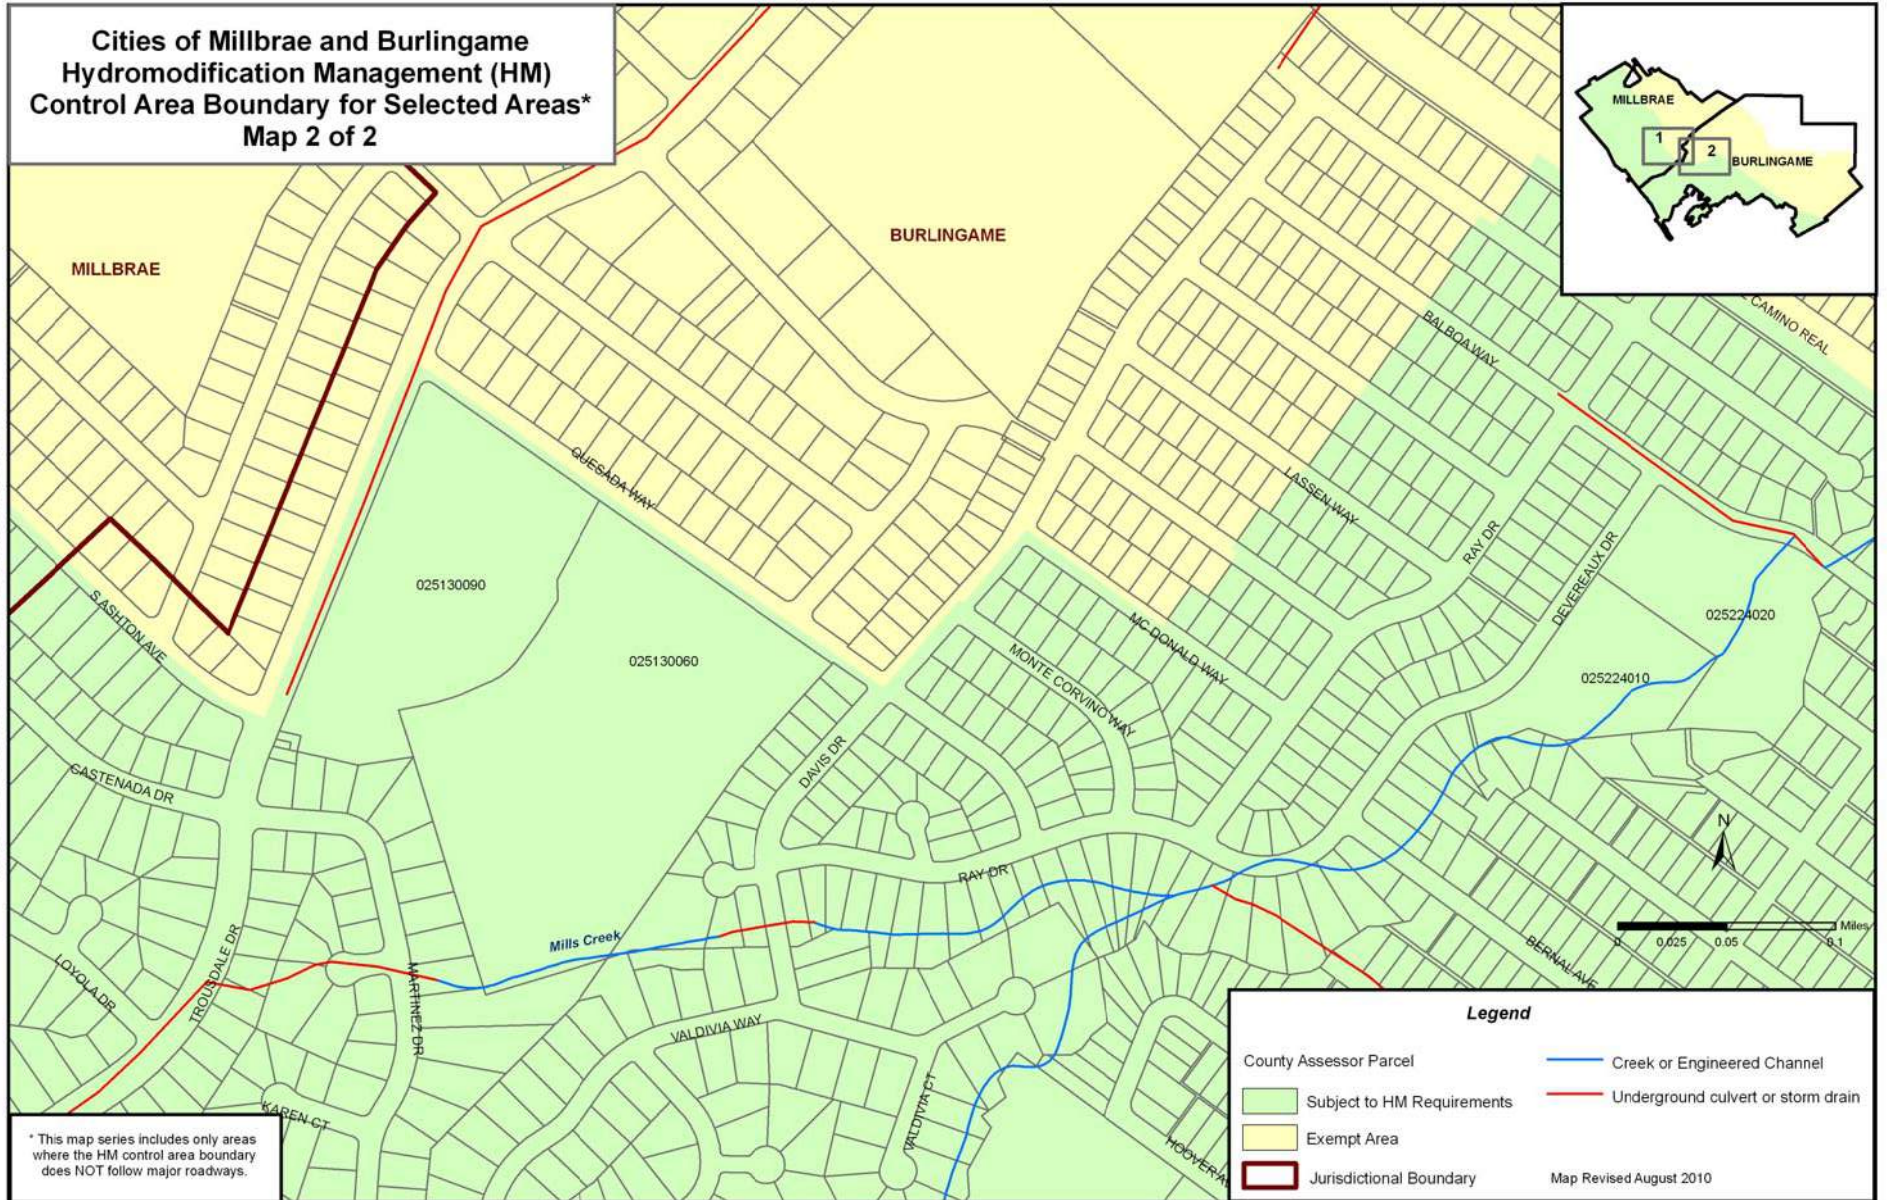 Cities of Millbrae and Burlingame
Hydromodification Management (HM)
Control Area Boundary for Selected Areas*
Map 2 of 2
MILLBRAE
1
2
BURLINGAME
BURLINGAME
MILLBRAE
CAMINO REAL
BALBOA WAY
QUESADA WAY
LASSEN WAY
RAY DR
DEVEREAUX DR
025130090
S ASHTON AVE
025224020
MC DONALD WAY
025130060
MONTE CORVINO WAY
025224010
DAVIS DR
CASTENADA DR
N
RAY DR
Mills Creek
Miles
0 0.025 0.05 0.1
BERNAL AVE
LOYOLA DR
TROUSDALE DR
MARTINEZ DR
VALDIVIA WAY
VALDIVIA CT
KAREN CT
HOOVER A
* This map series includes only areas
where the HM control area boundary
does NOT follow major roadways.
Legend
County Assessor Parcel
Subject to HM Requirements
Exempt Area
Jurisdictional Boundary
Creek or Engineered Channel
Underground culvert or storm drain
Map Revised August 2010